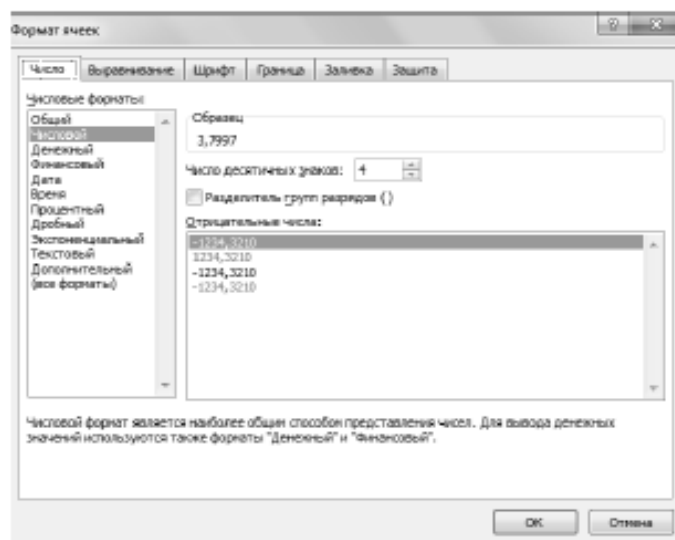 Формат ячеек
Число Выравнивание Шрифт Граница Заливка Защита
Числовые форматы:
Общий
Числовой
Денежный
Финансовый
Дата
Время
Процентный
Дробный
Экспоненциальный
Текстовый
Дополнительный
(все форматы)
Образец
3,7997
Число десятичных знаков: 4
Разделитель групп разрядов ( )
Отрицательные числа:
-1234,3210
1234,3210
-1234,3210
-1234,3210
Числовой формат является наиболее общим способом представления чисел. Для вывода денежных
значений используются также форматы "Денежный" и "Финансовый".
ОК Отмена